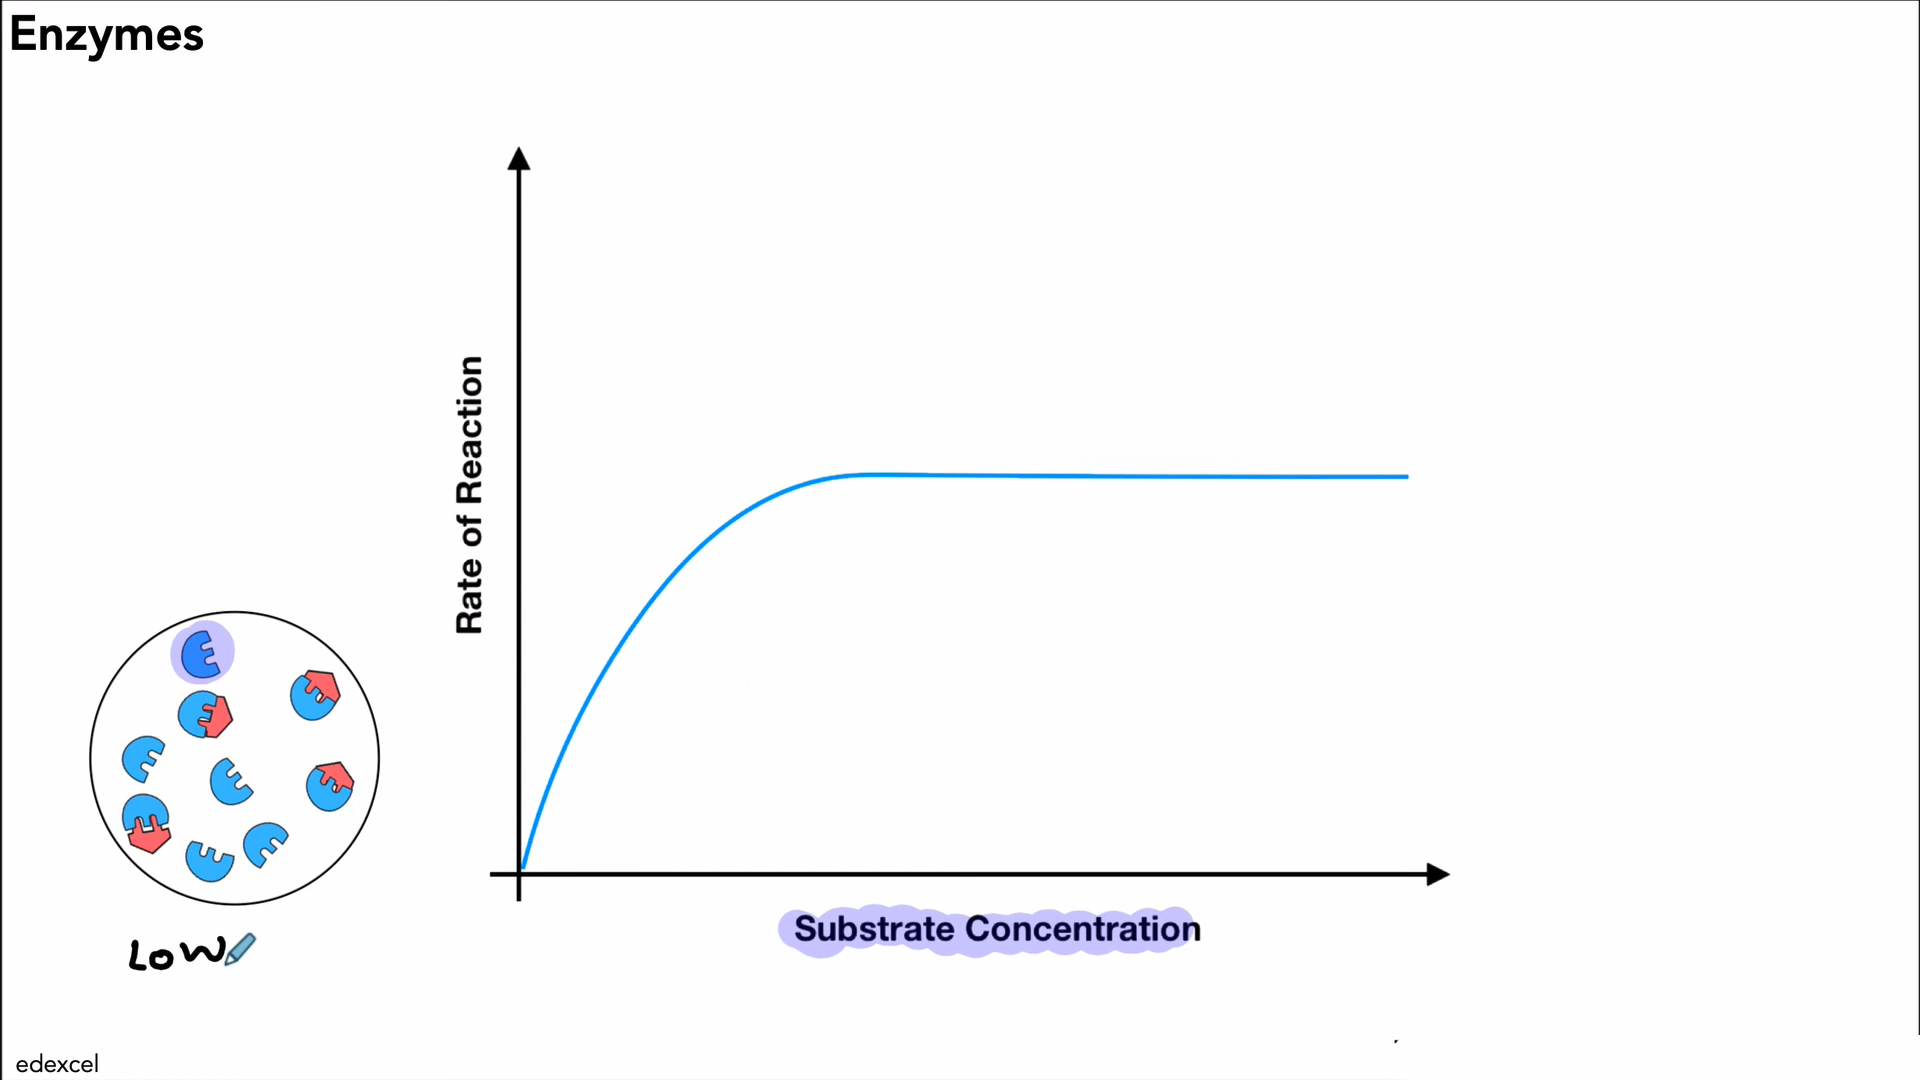 Enzymes
Rate of Reaction
Low
Substrate Concentration
edexcel